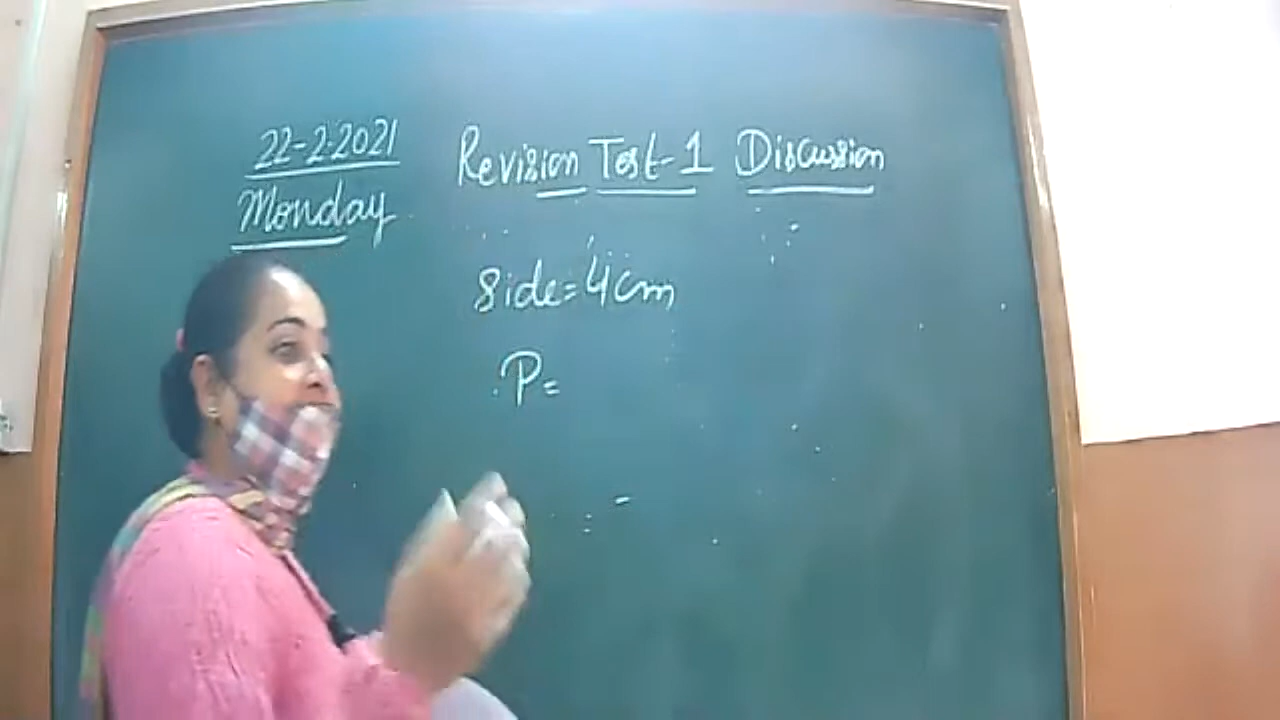 22-2-2021
Monday
Revision Test-1 Discussion
Side=4cm
P=